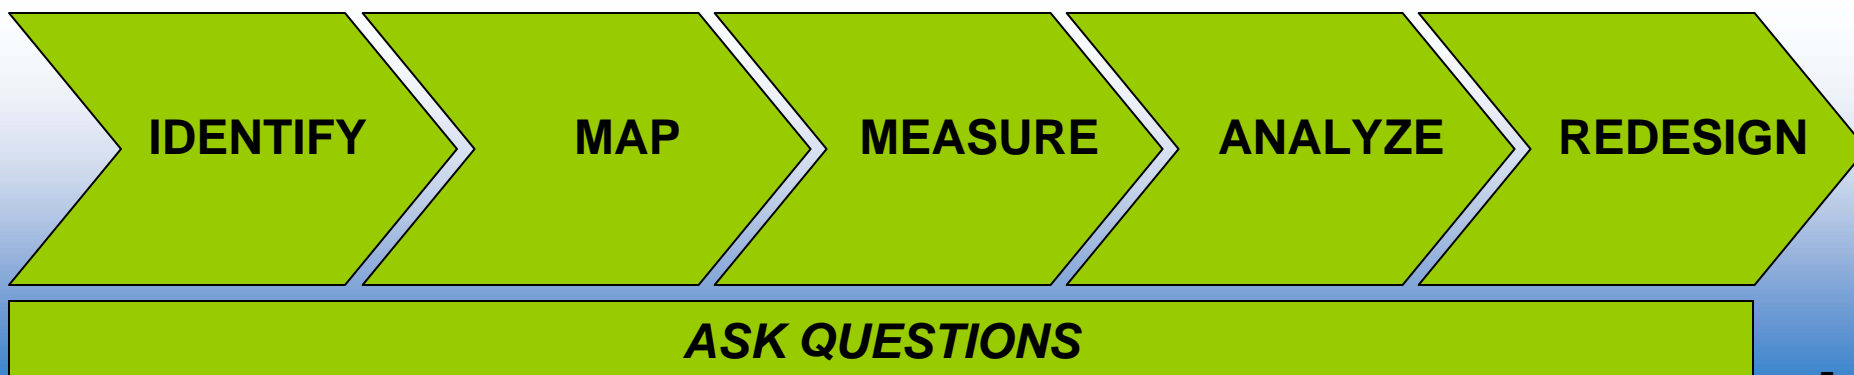 IDENTIFY MAP MEASURE ANALYZE REDESIGN
ASK QUESTIONS